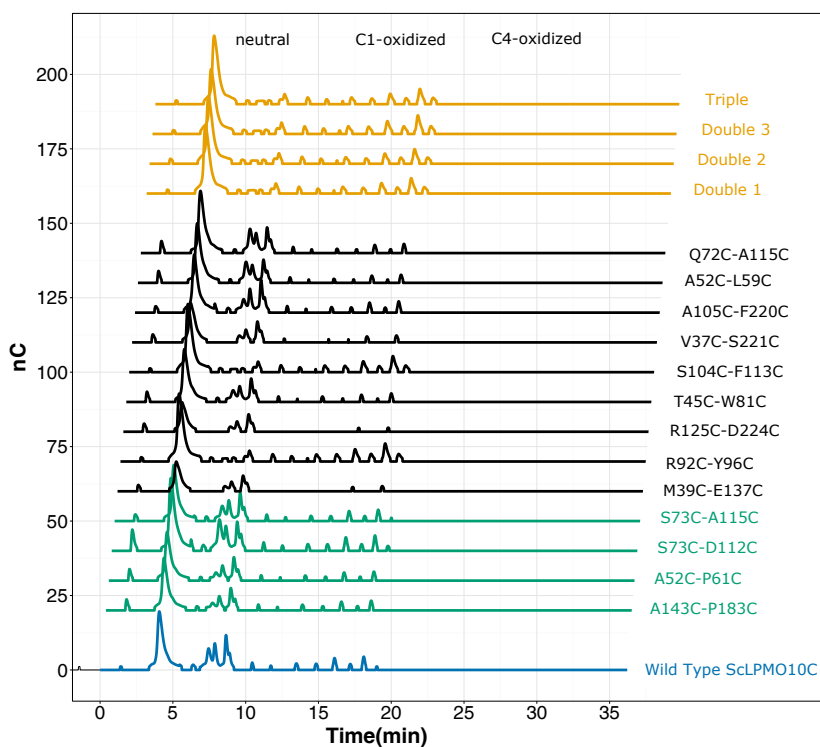 neutral C1-oxidized C4-oxidized
200
Triple
Double 3
175
Double 2
Double 1
150
Q72C-A115C
A52C-L59C
125
A105C-F220C
V37C-S221C
nC
100
S104C-F113C
T45C-W81C
R125C-D224C
75
R92C-Y96C
M39C-E137C
50
S73C-A115C
S73C-D112C
25
A52C-P61C
A143C-P183C
0
Wild Type ScLPMO10C
0 5 10 15 20 25 30 35
Time(min)